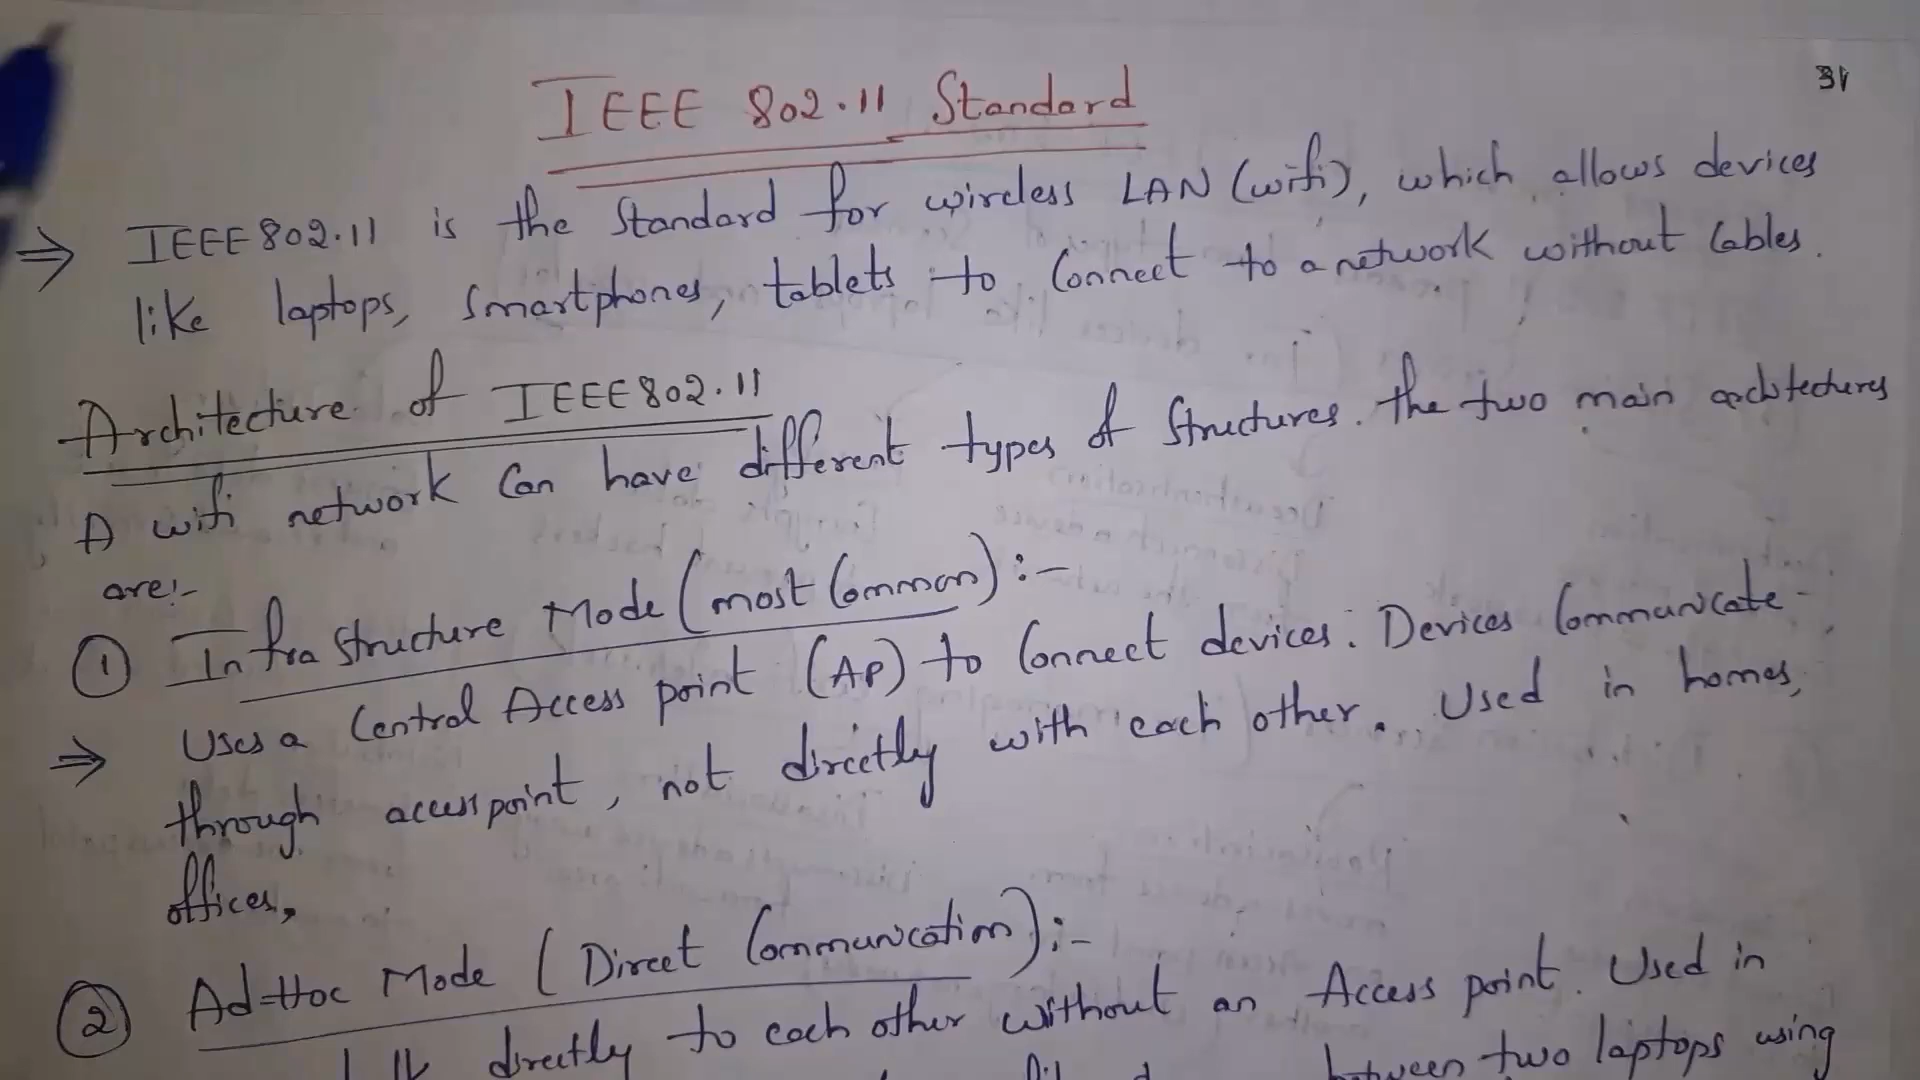 31
IEEE 802.11 Standard
⇒ IEEE 802.11 is the Standard for wireless LAN (wifi), which allows devices
like laptops, Smartphones, tablets to Connect to a network without Cables.
Architecture of IEEE 802.11
A wifi network Can have different types of Structures. the two main architectures
are:-
① Infra Structure Mode (most Common) :-
⇒ Uses a Central Access point (AP) to Connect devices. Devices Communicate
through access point, not directly with each other. Used in homes,
offices,
② Ad-Hoc Mode ( Direct Communication ) :-
directly to each other without an Access point. Used in
between two laptops using